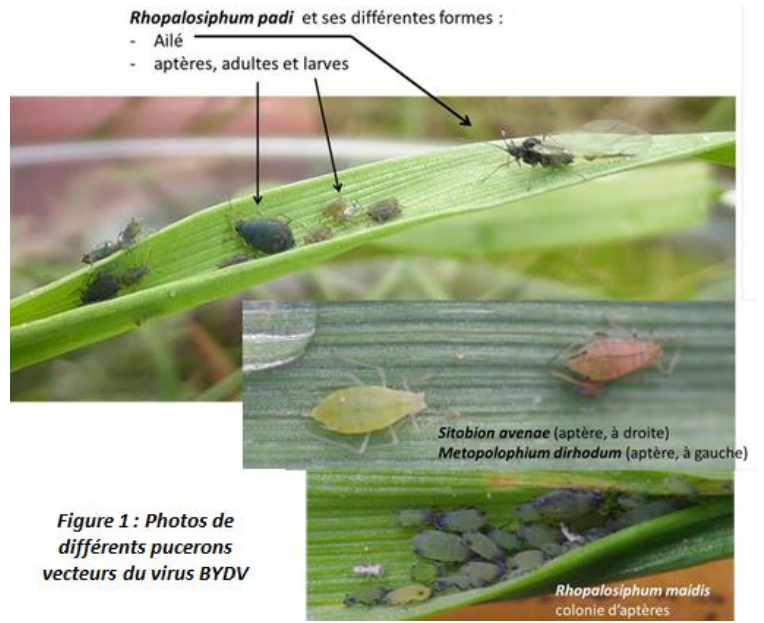 Rhopalosiphum padi et ses différentes formes :
- Ailé
- aptères, adultes et larves
Sitobion avenae (aptère, à droite)
Metopolophium dirhodum (aptère, à gauche)
Figure 1 : Photos de
différents pucerons
vecteurs du virus BYDV
Rhopalosiphum maidis
colonie d'aptères